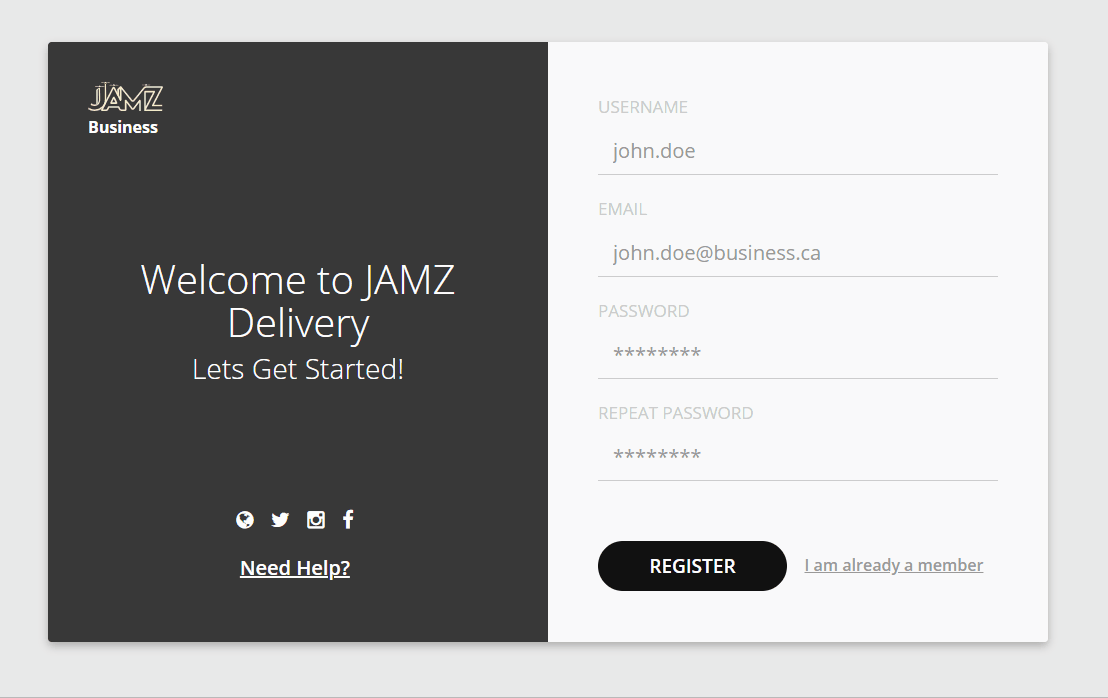 JAMZ
Business
Welcome to JAMZ
Delivery
Lets Get Started!
Need Help?
USERNAME
john.doe
EMAIL
john.doe@business.ca
PASSWORD
********
REPEAT PASSWORD
********
REGISTER
I am already a member